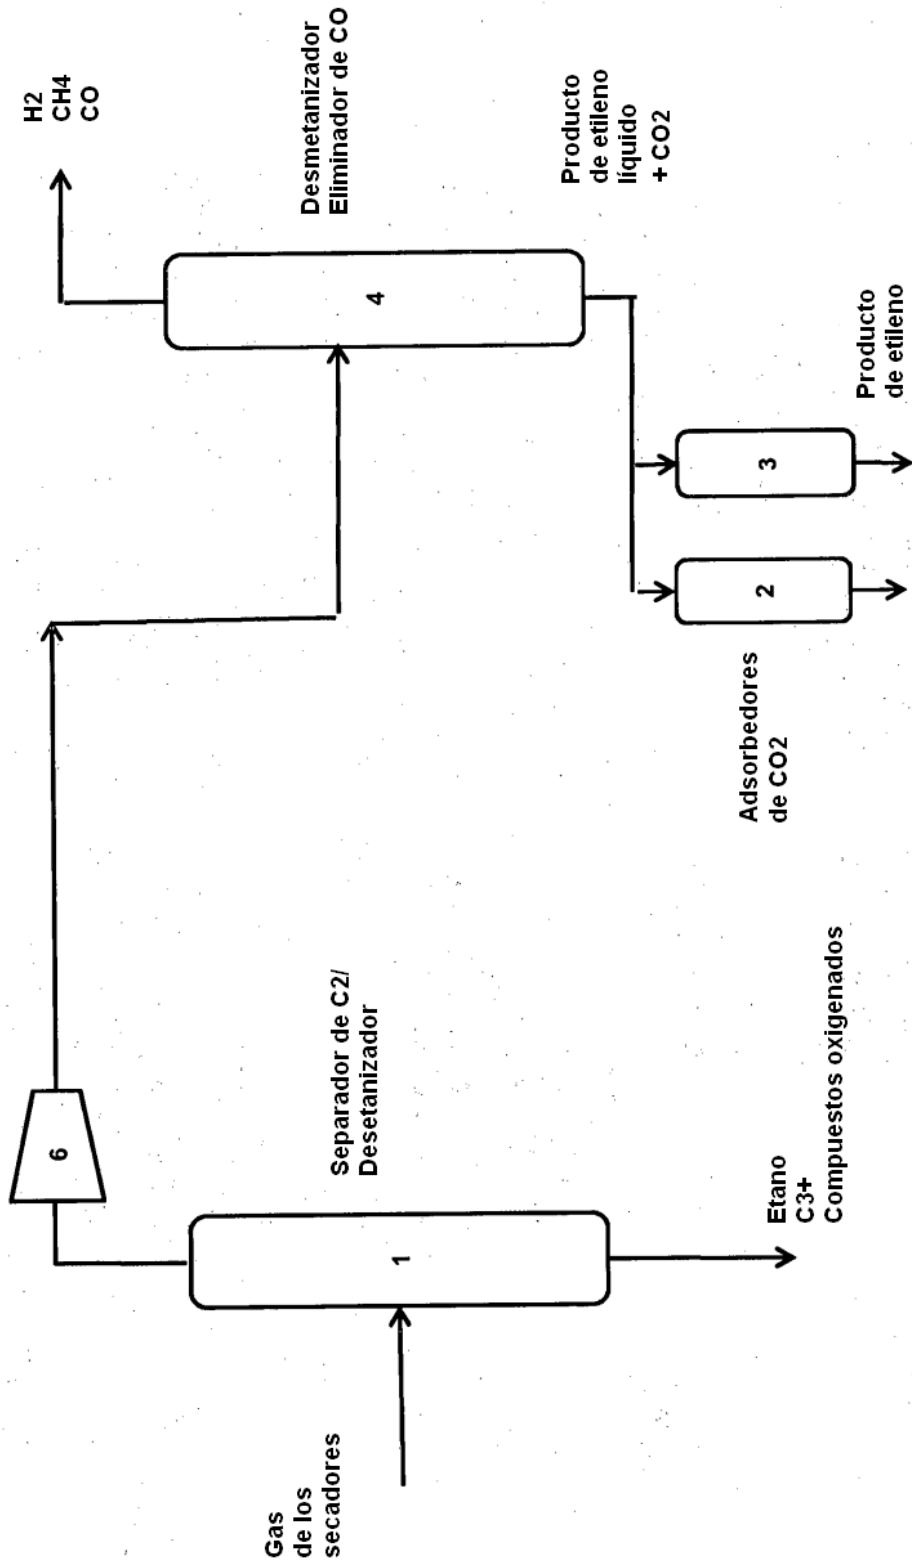 Gas
de los
secadores
1
Separador de C2/
Desetanizador
Etano
C3+
Compuestos oxigenados
6
Adsorbedores
de CO2
2
3
Producto
de etileno
4
Desmetanizador
Eliminador de CO
Producto
de etileno
líquido
+ CO2
H2
CH4
CO